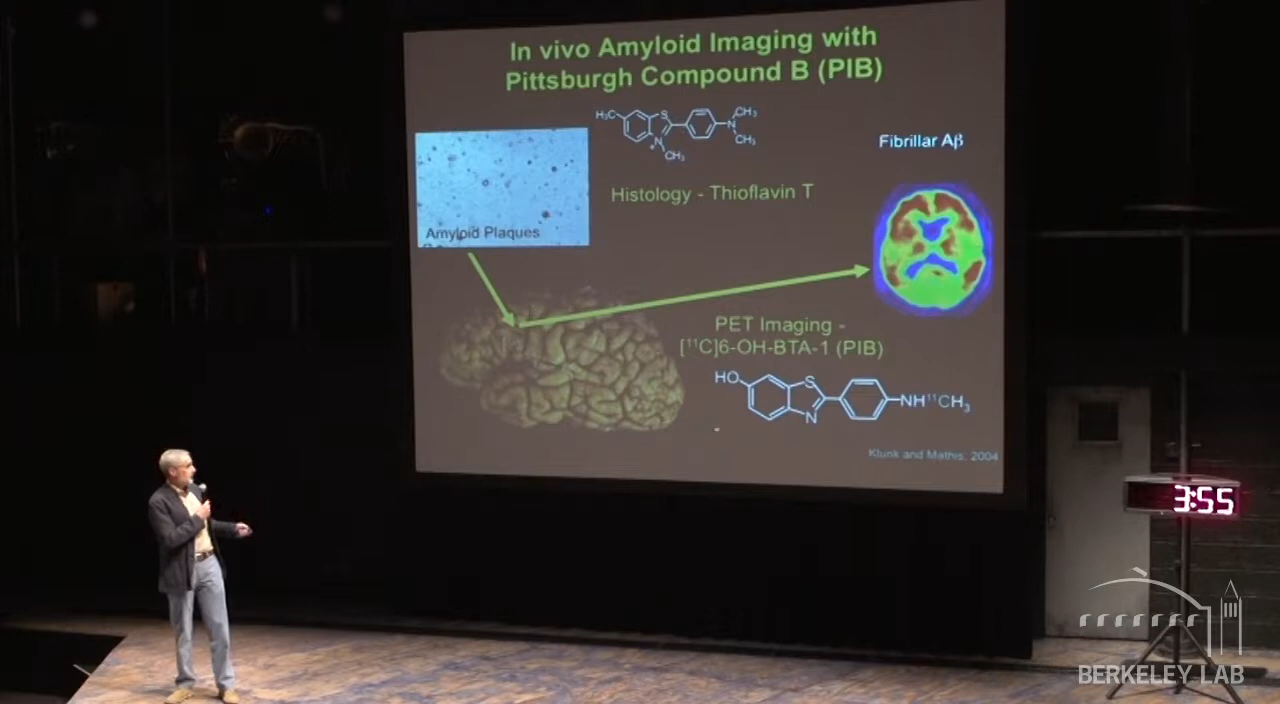 In vivo Amyloid Imaging with
Pittsburgh Compound B (PIB)
H₃C
S
N
+
CH₃
N
CH₃
CH₃
Fibrillar Aβ
Histology - Thioflavin T
Amyloid Plaques
PET Imaging -
[¹¹C]6-OH-BTA-1 (PIB)
HO
S
N
NH¹¹CH₃
Klunk and Mathis, 2004
3:55
BERKELEY LAB